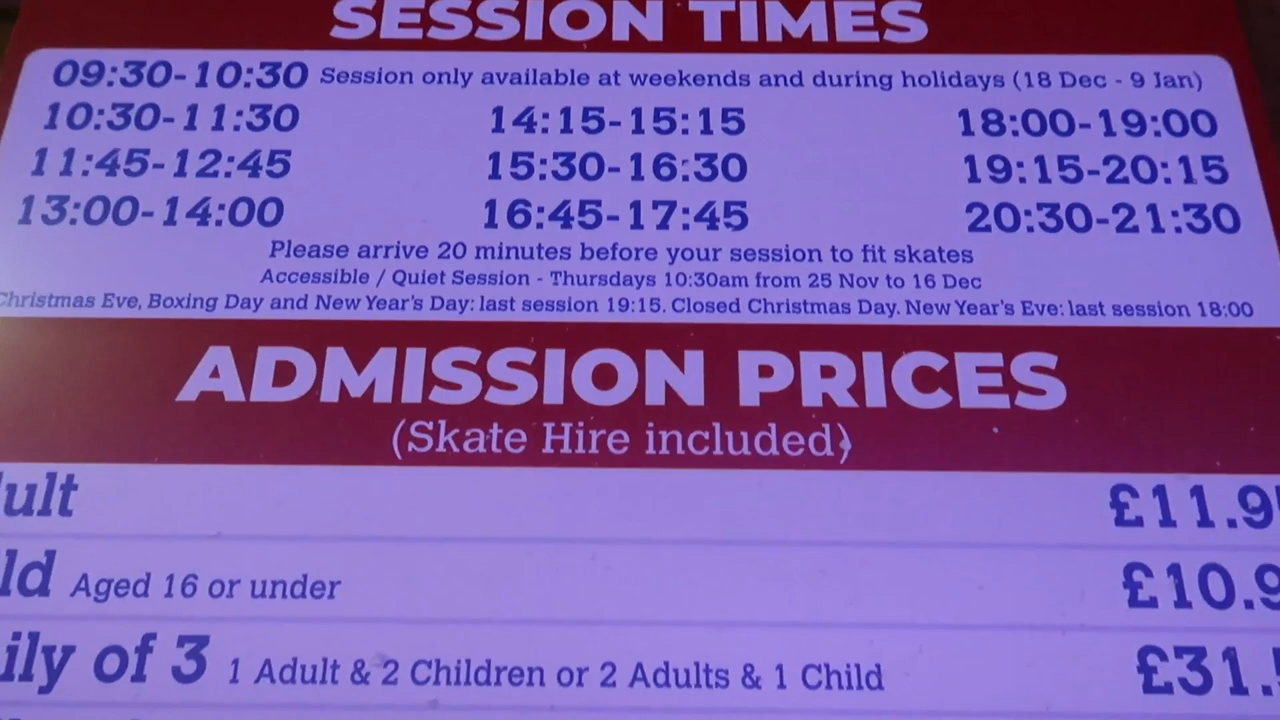 SESSION TIMES
09:30-10:30 Session only available at weekends and during holidays (18 Dec - 9 Jan)
10:30-11:30 14:15-15:15 18:00-19:00
11:45-12:45 15:30-16:30 19:15-20:15
13:00-14:00 16:45-17:45 20:30-21:30
Please arrive 20 minutes before your session to fit skates
Accessible / Quiet Session - Thursdays 10:30am from 25 Nov to 16 Dec
Christmas Eve, Boxing Day and New Year's Day: last session 19:15. Closed Christmas Day. New Year's Eve: last session 18:00
ADMISSION PRICES
(Skate Hire included)
ult £11.9
ld Aged 16 or under £10.9
ily of 3 1 Adult & 2 Children or 2 Adults & 1 Child £31.